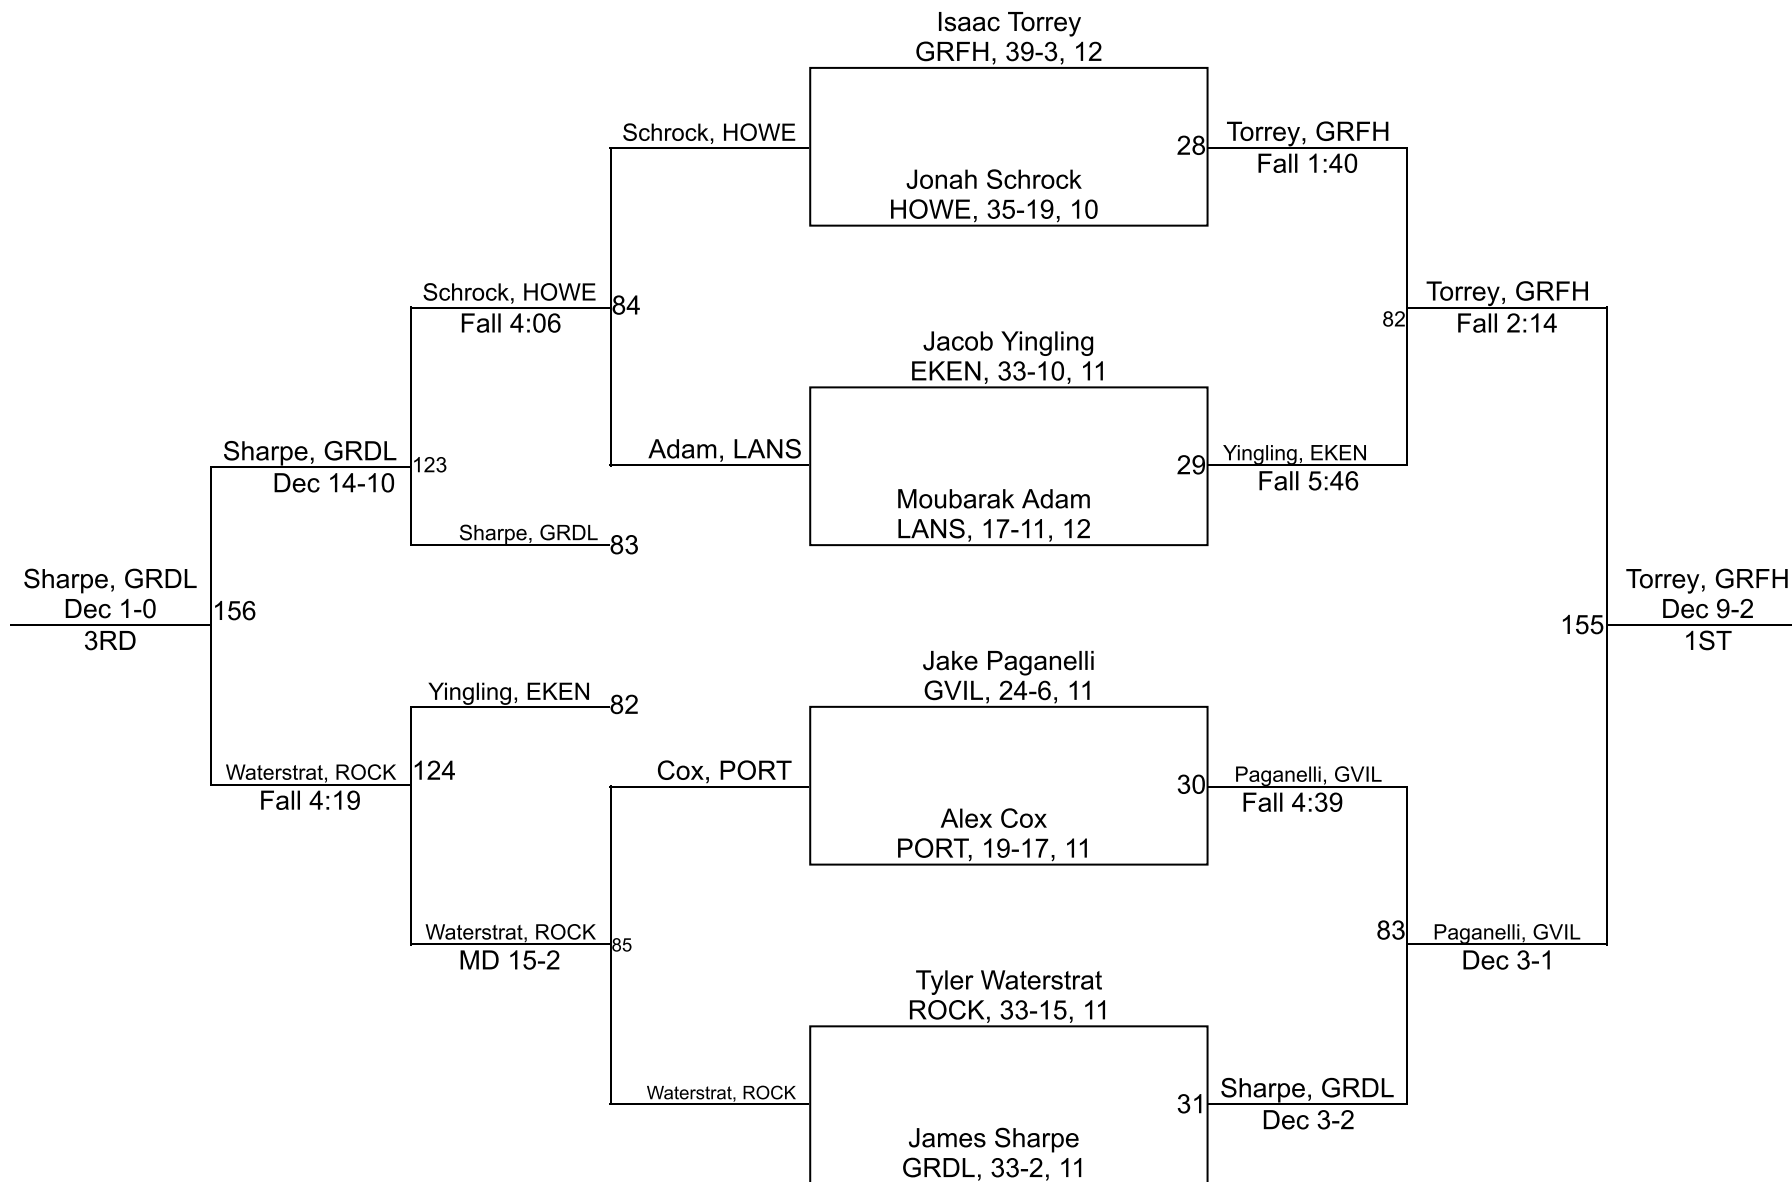 Isaac Torrey
GRFH, 39-3, 12
Schrock, HOWE
28
Torrey, GRFH
Fall 1:40
Jonah Schrock
HOWE, 35-19, 10
Schrock, HOWE
Fall 4:06
84
82
Torrey, GRFH
Fall 2:14
Jacob Yingling
EKEN, 33-10, 11
Sharpe, GRDL
Dec 14-10
123
Adam, LANS
29
Yingling, EKEN
Fall 5:46
Moubarak Adam
LANS, 17-11, 12
Sharpe, GRDL
83
Sharpe, GRDL
Dec 1-0
3RD
156
155
Torrey, GRFH
Dec 9-2
1ST
Jake Paganelli
GVIL, 24-6, 11
Yingling, EKEN
82
Waterstrat, ROCK
Fall 4:19
124
Cox, PORT
30
Paganelli, GVIL
Fall 4:39
Alex Cox
PORT, 19-17, 11
Waterstrat, ROCK
MD 15-2
85
83
Paganelli, GVIL
Dec 3-1
Tyler Waterstrat
ROCK, 33-15, 11
Waterstrat, ROCK
31
Sharpe, GRDL
Dec 3-2
James Sharpe
GRDL, 33-2, 11